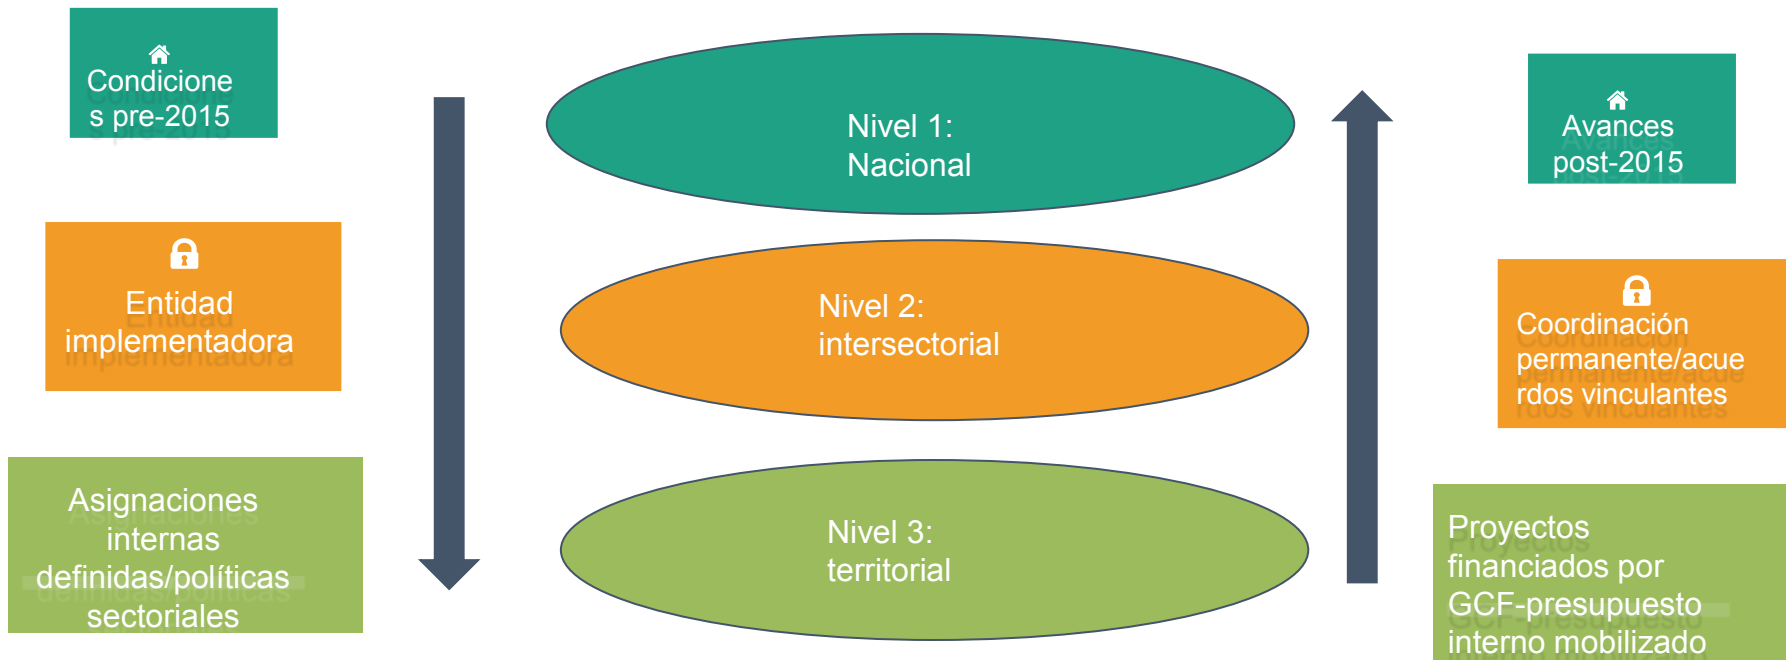 Condicione
s pre-2015
Entidad
implementadora
Asignaciones
internas
definidas/políticas
sectoriales
Nivel 1:
Nacional
Nivel 2:
intersectorial
Nivel 3:
territorial
Avances
post-2015
Coordinación
permanente/acue
rdos vinculantes
Proyectos
financiados por
GCF-presupuesto
interno mobilizado